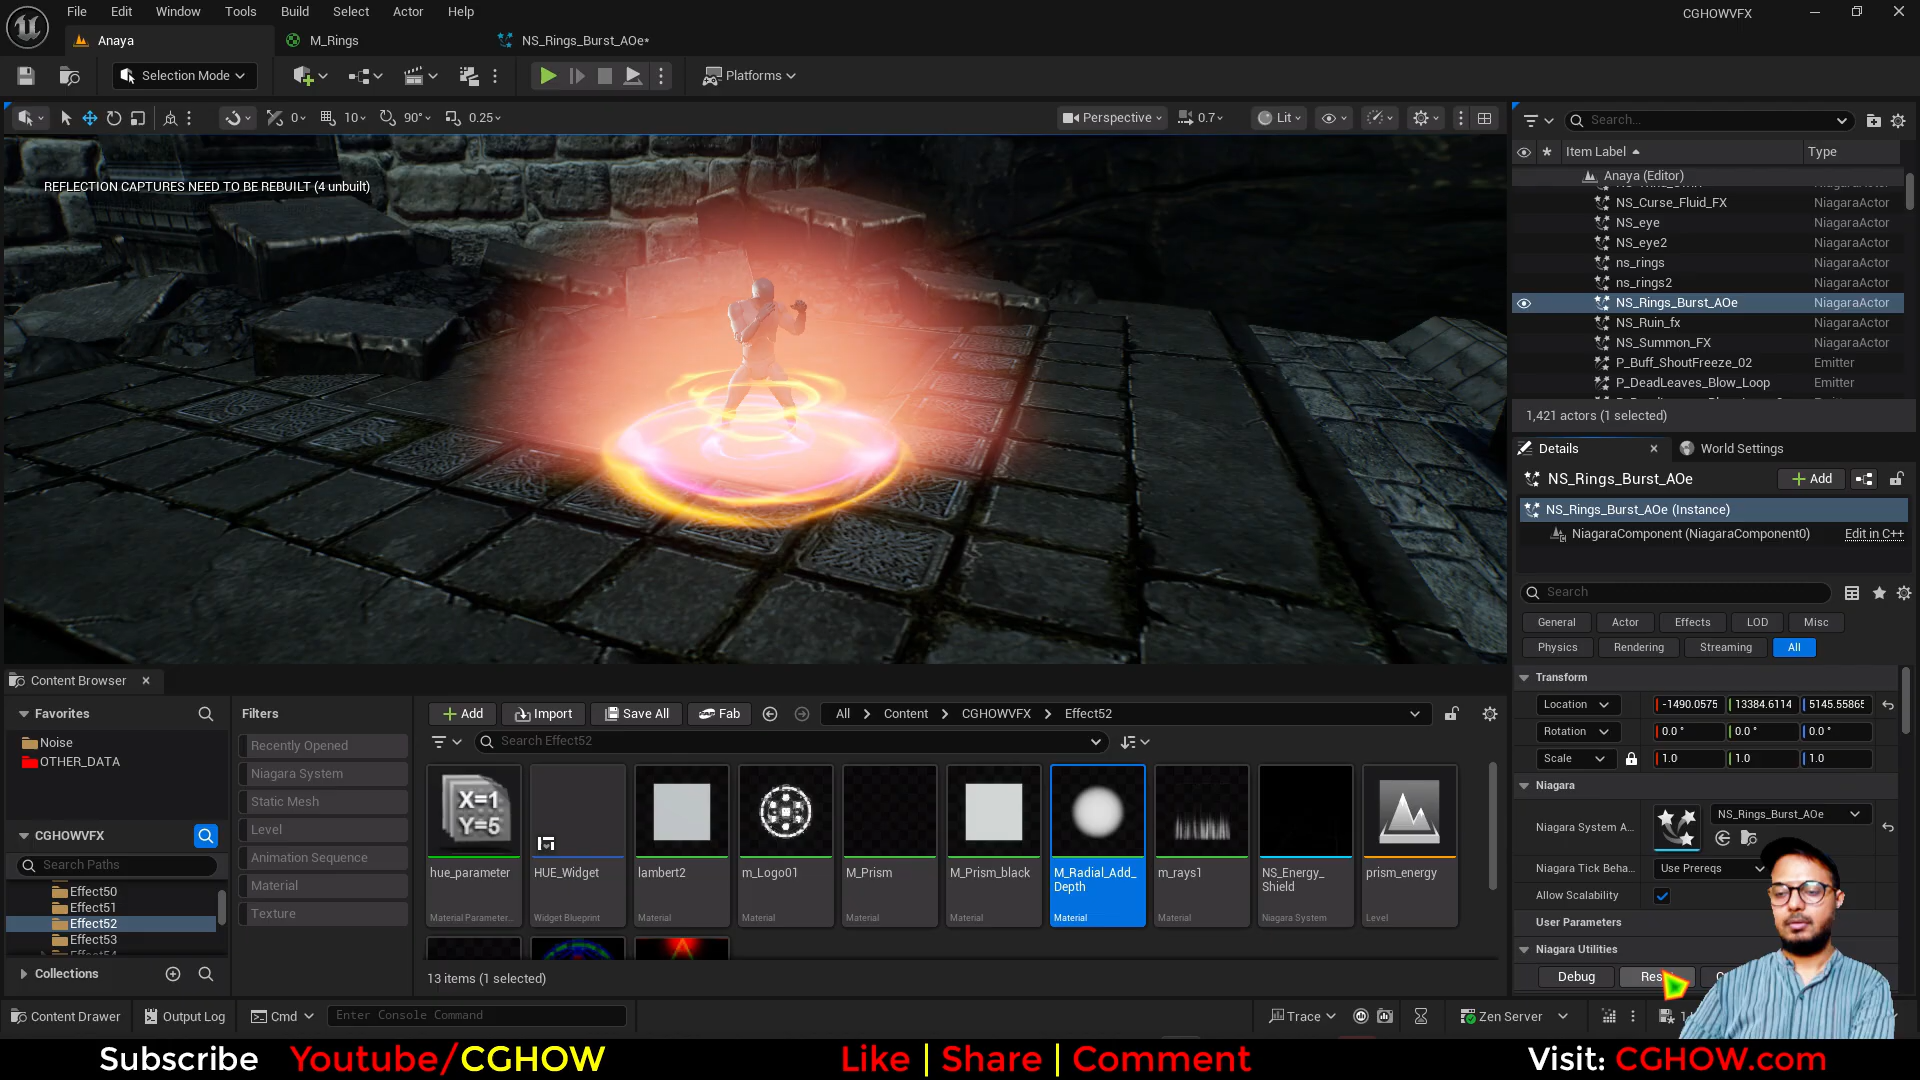 File Edit Window Tools Build Select Actor Help
CGHOWVFX
Anaya
M_Rings
NS_Rings_Burst_AOe*
Selection Mode
Platforms
0 10 90° 0.25
Perspective 0.7 Lit
REFLECTION CAPTURES NEED TO BE REBUILT (4 unbuilt)
Search...
Item Label Type
Anaya (Editor)
NS_Curse_Fluid_FX NiagaraActor
NS_eye NiagaraActor
NS_eye2 NiagaraActor
ns_rings NiagaraActor
ns_rings2 NiagaraActor
NS_Rings_Burst_AOe NiagaraActor
NS_Ruin_fx NiagaraActor
NS_Summon_FX NiagaraActor
P_Buff_ShoutFreeze_02 Emitter
P_DeadLeaves_Blow_Loop Emitter
1,421 actors (1 selected)
Details
World Settings
NS_Rings_Burst_AOe
Add
NS_Rings_Burst_AOe (Instance)
NiagaraComponent (NiagaraComponent0) Edit in C++
Search
General Actor Effects LOD Misc
Physics Rendering Streaming All
Transform
Location -1490.0575 13384.6114 5145.5586
Rotation 0.0° 0.0° 0.0°
Scale 1.0 1.0 1.0
Niagara
Niagara System A... NS_Rings_Burst_AOe
Niagara Tick Beha... Use Prereqs
Allow Scalability
User Parameters
Niagara Utilities
Debug
Content Browser
Favorites
Noise
OTHER_DATA
CGHOWVFX
Search Paths
Effect50
Effect51
Effect52
Effect53
Collections
Filters
Recently Opened
Niagara System
Static Mesh
Level
Animation Sequence
Material
Texture
Add Import Save All Fab All Content CGHOWVFX Effect52
Search Effect52
X=1
Y=5
hue_parameter
Material Parameter...
HUE_Widget
Widget Blueprint
lambert2
Material
m_Logo01
Material
M_Prism
Material
M_Prism_black
Material
M_Radial_Add_
Depth
Material
m_rays1
Material
NS_Energy_
Shield
Niagara System
prism_energy
Level
13 items (1 selected)
Content Drawer Output Log Cmd Enter Console Command Trace Zen Server
Subscribe Youtube/CGHOW Like | Share | Comment Visit: CGHOW.com